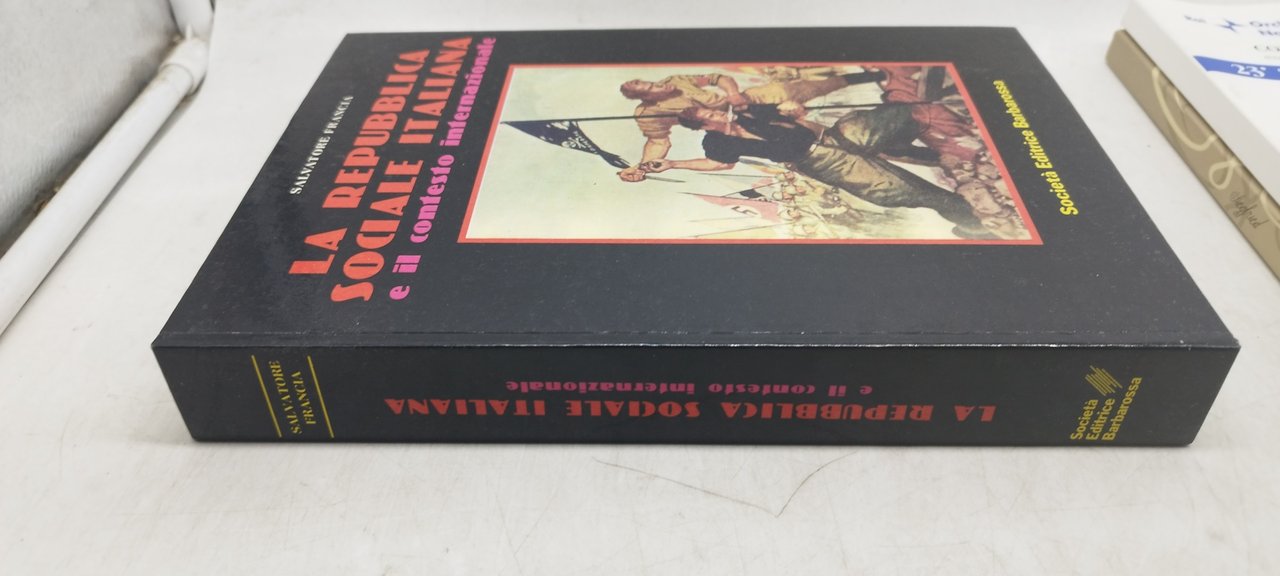 SALVATORE FRANCIA
LA REPUBBLICA
SOCIALE ITALIANA
e il contesto internazionale
Società Editrice Barbarossa
SALVATORE
FRANCIA
LA REPUBBLICA SOCIALE ITALIANA
e il contesto internazionale
Società
Editrice
Barbarossa
23°